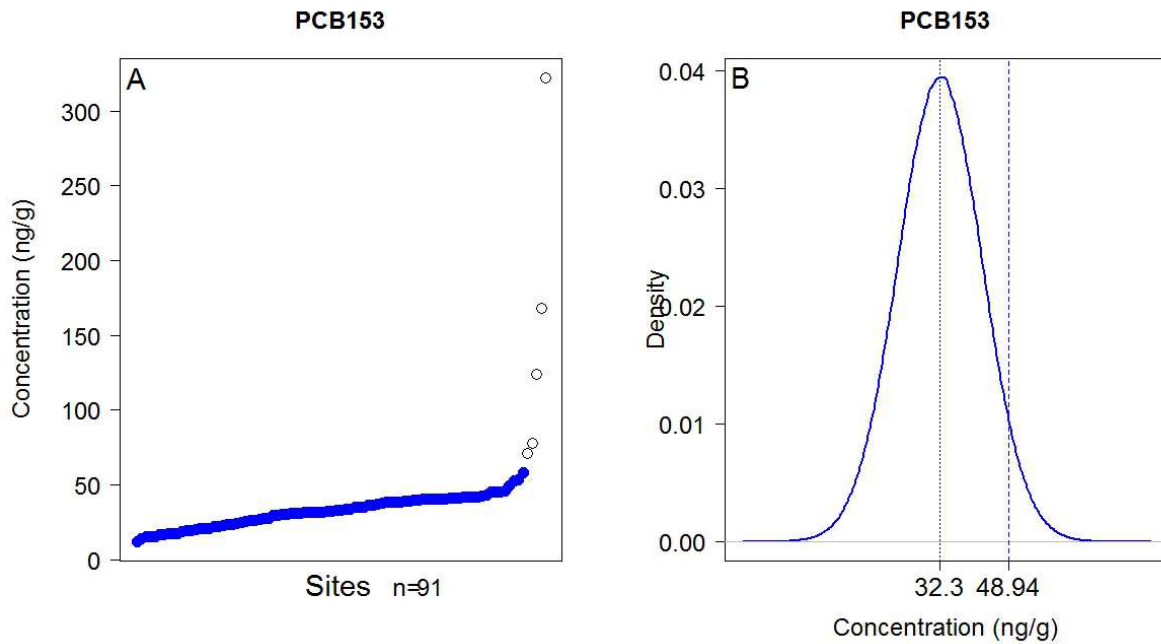 PCB153
A
Concentration (ng/g)
300
250
200
150
100
50
0
Sites n=91
PCB153
B
Density
0.04
0.03
0.02
0.01
0.00
32.3 48.94
Concentration (ng/g)